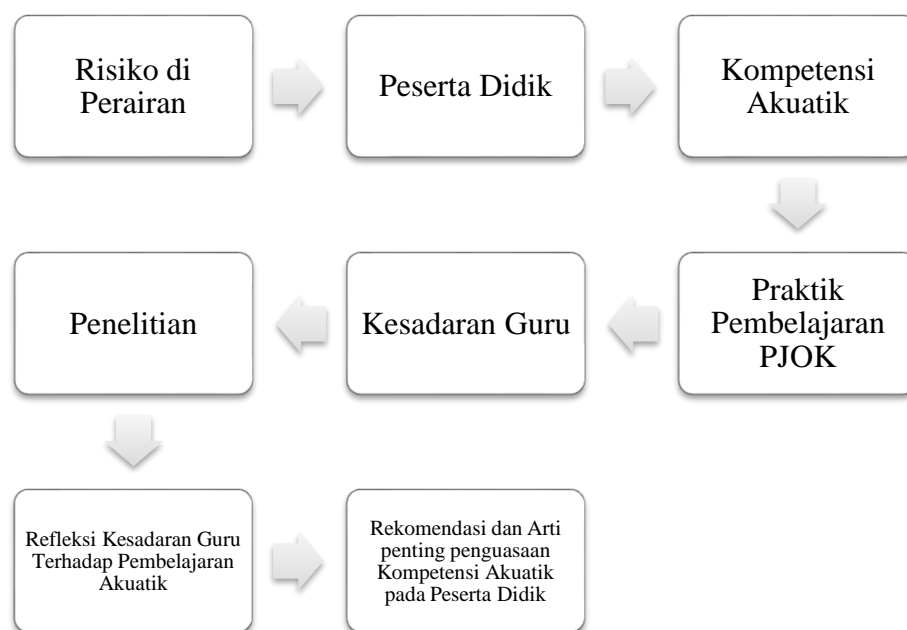 Risiko di
Perairan
Peserta Didik
Kompetensi
Akuatik
Praktik
Pembelajaran
PJOK
Kesadaran Guru
Penelitian
Refleksi Kesadaran Guru
Terhadap Pembelajaran
Akuatik
Rekomendasi dan Arti
penting penguasaan
Kompetensi Akuatik
pada Peserta Didik